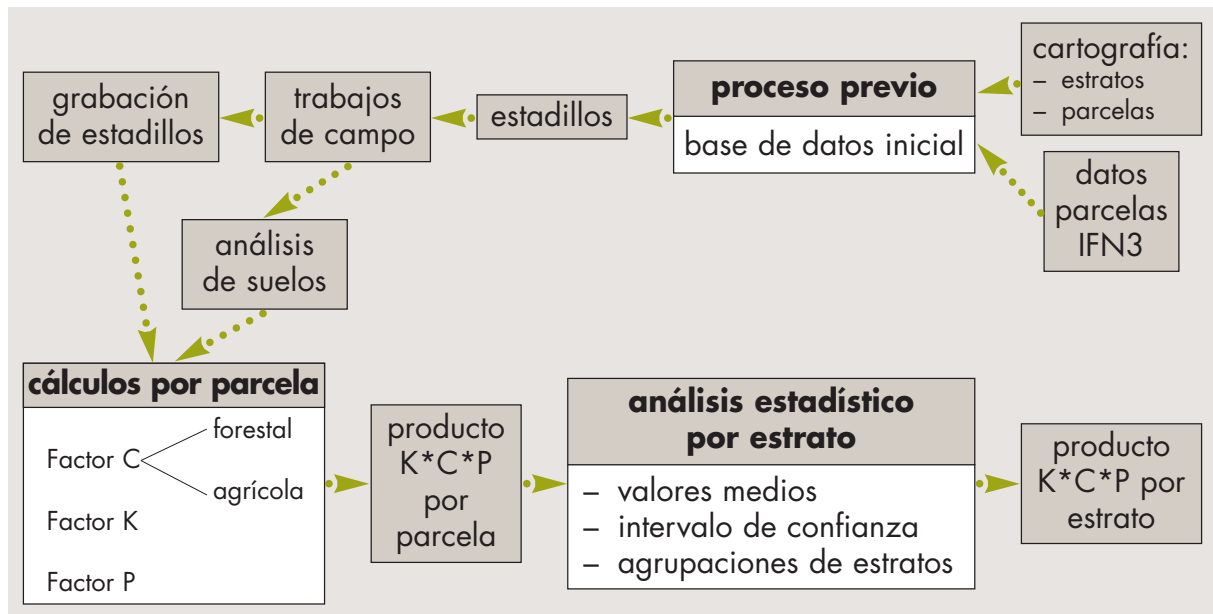 cartografía:
– estratos
– parcelas
datos
parcelas
IFN3
proceso previo
base de datos inicial
estadillos
trabajos
de campo
grabación
de estadillos
análisis
de suelos
cálculos por parcela
Factor C
forestal
agrícola
Factor K
Factor P
producto
K*C*P
por
parcela
análisis estadístico
por estrato
– valores medios
– intervalo de confianza
– agrupaciones de estratos
producto
K*C*P por
estrato